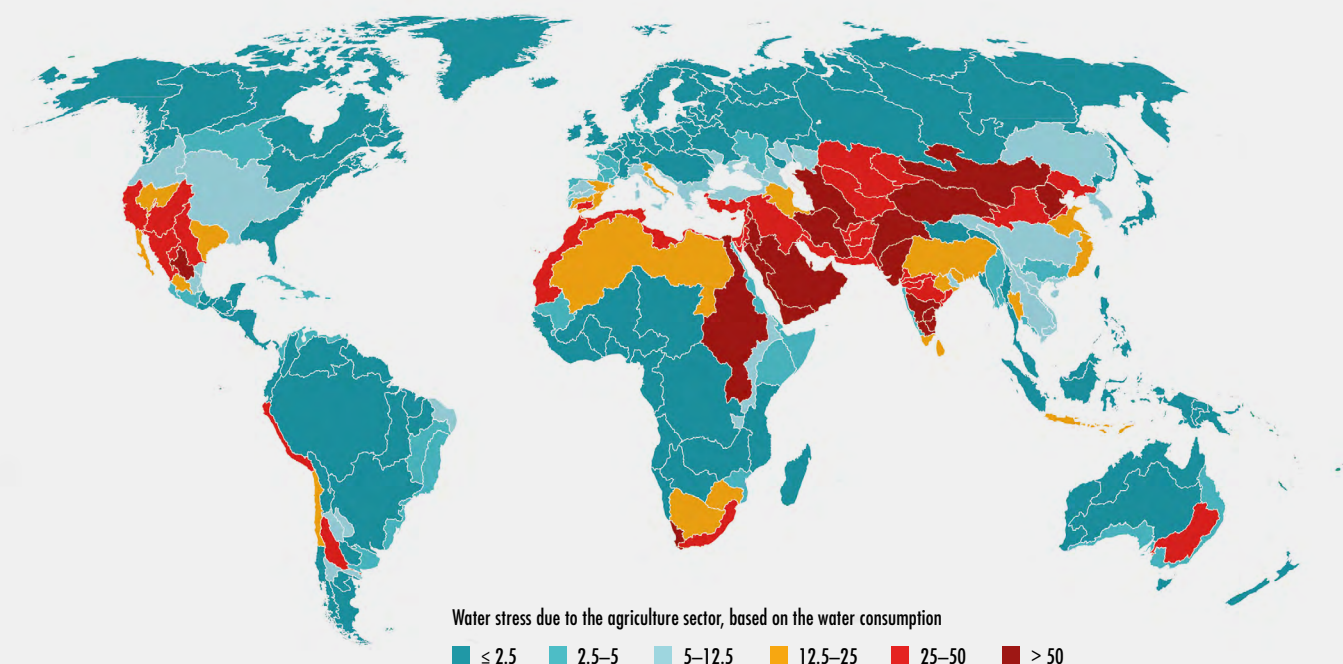 Water stress due to the agriculture sector, based on the water consumption
≤ 2.5 2.5–5 5–12.5 12.5–25 25–50 > 50